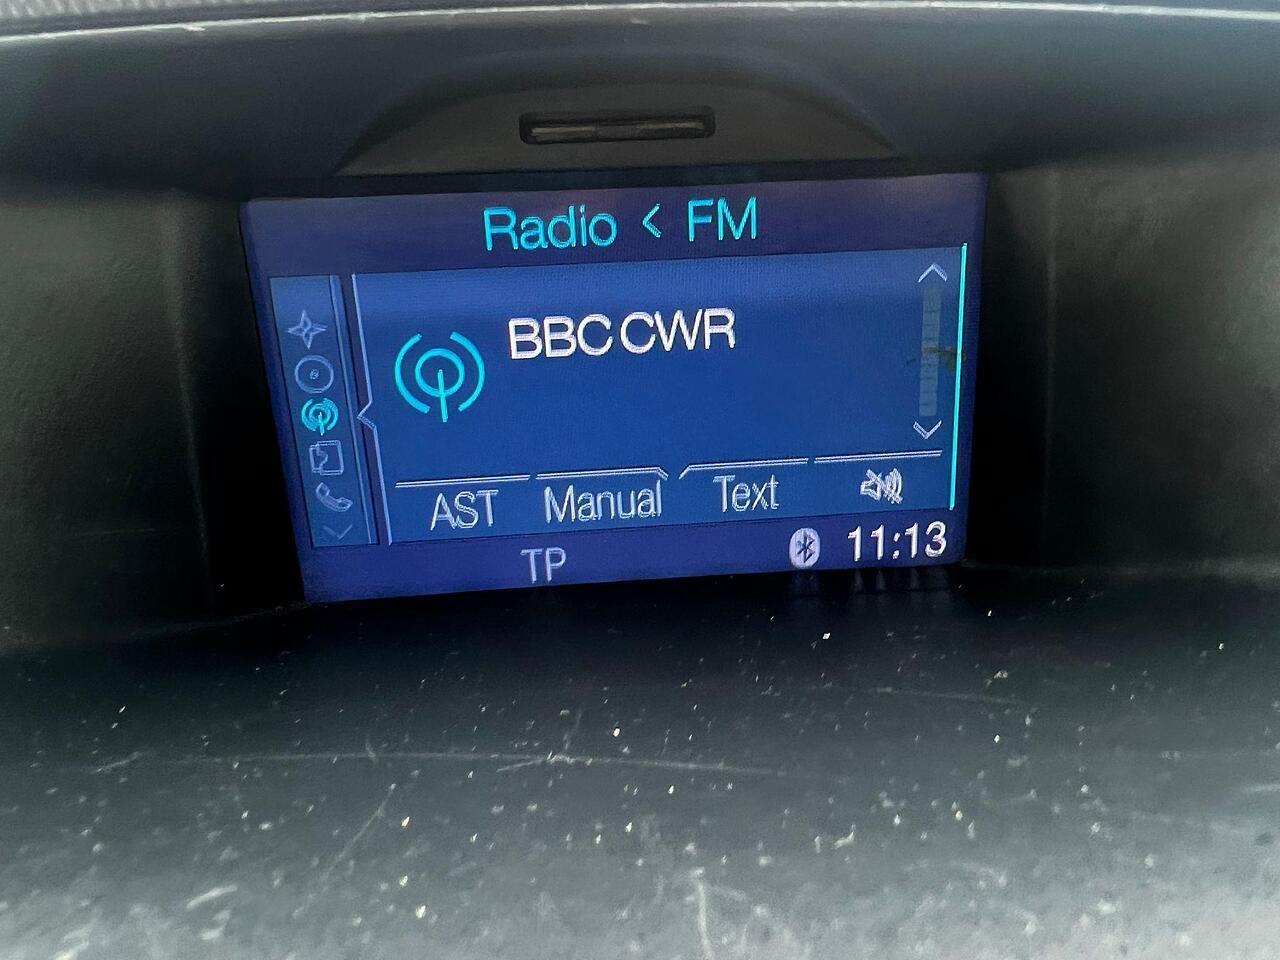 Radio < FM
BBC CWR
AST Manual Text
TP 11:13